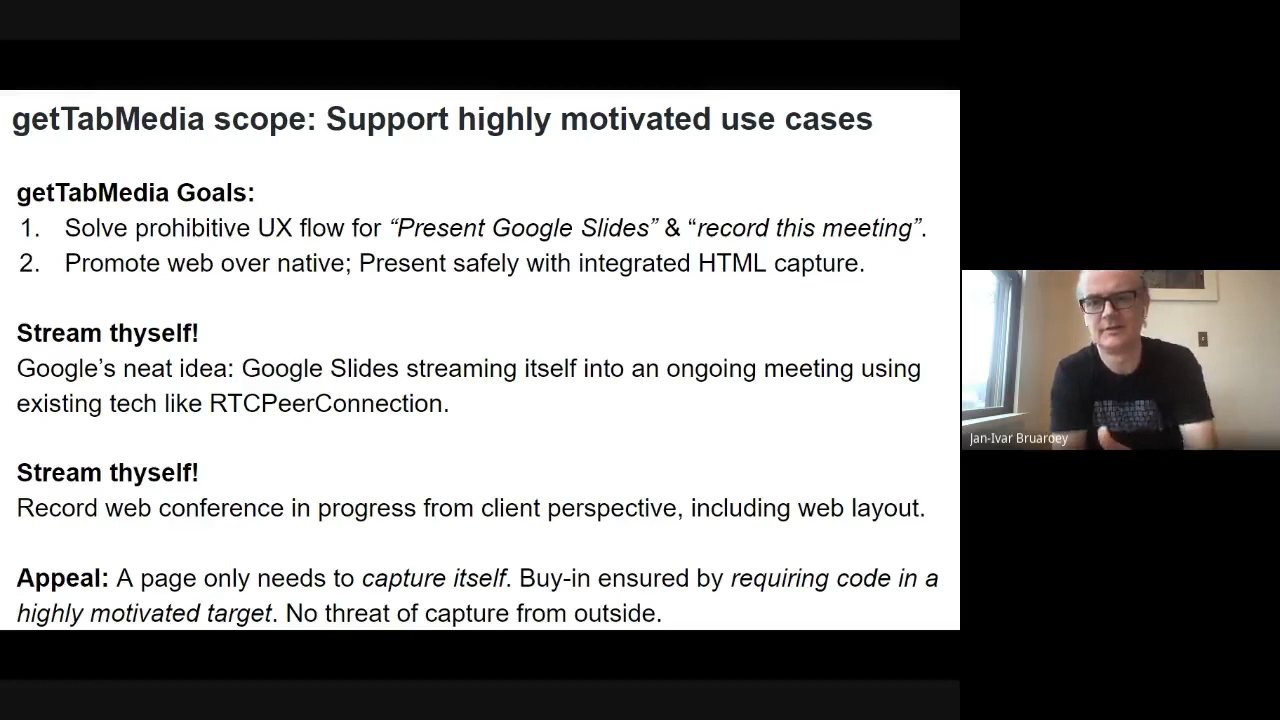 getTabMedia scope: Support highly motivated use cases
getTabMedia Goals:
1. Solve prohibitive UX flow for “Present Google Slides” & “record this meeting”.
2. Promote web over native; Present safely with integrated HTML capture.
Stream thyself!
Google’s neat idea: Google Slides streaming itself into an ongoing meeting using
existing tech like RTCPeerConnection.
Stream thyself!
Record web conference in progress from client perspective, including web layout.
Appeal: A page only needs to capture itself. Buy-in ensured by requiring code in a
highly motivated target. No threat of capture from outside.
Jan-Ivar Bruaroey